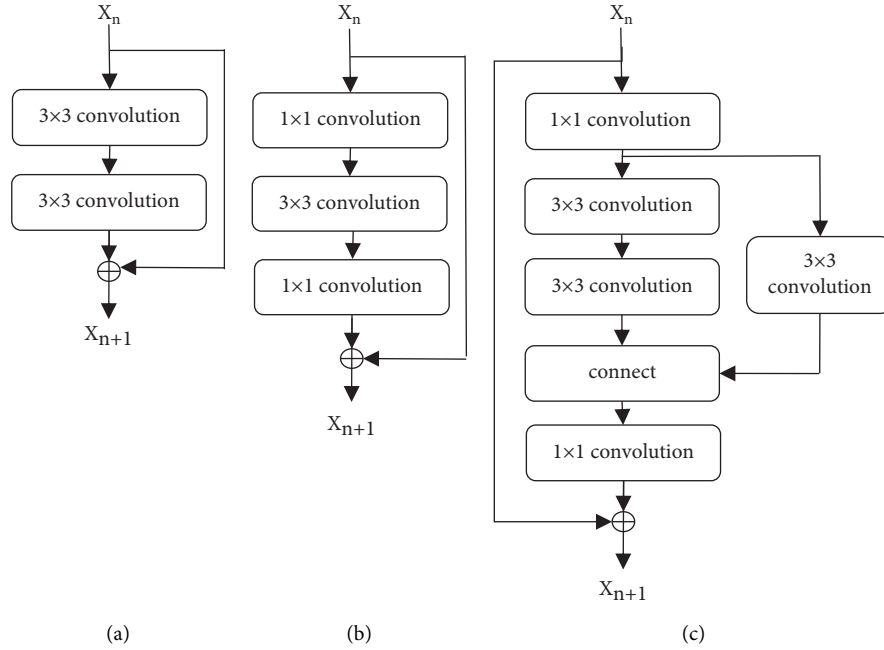 Xn
3×3 convolution
3×3 convolution
Xn+1
(a)
Xn
1×1 convolution
3×3 convolution
1×1 convolution
Xn+1
(b)
Xn
1×1 convolution
3×3 convolution
3×3 convolution
3×3
convolution
connect
1×1 convolution
Xn+1
(c)